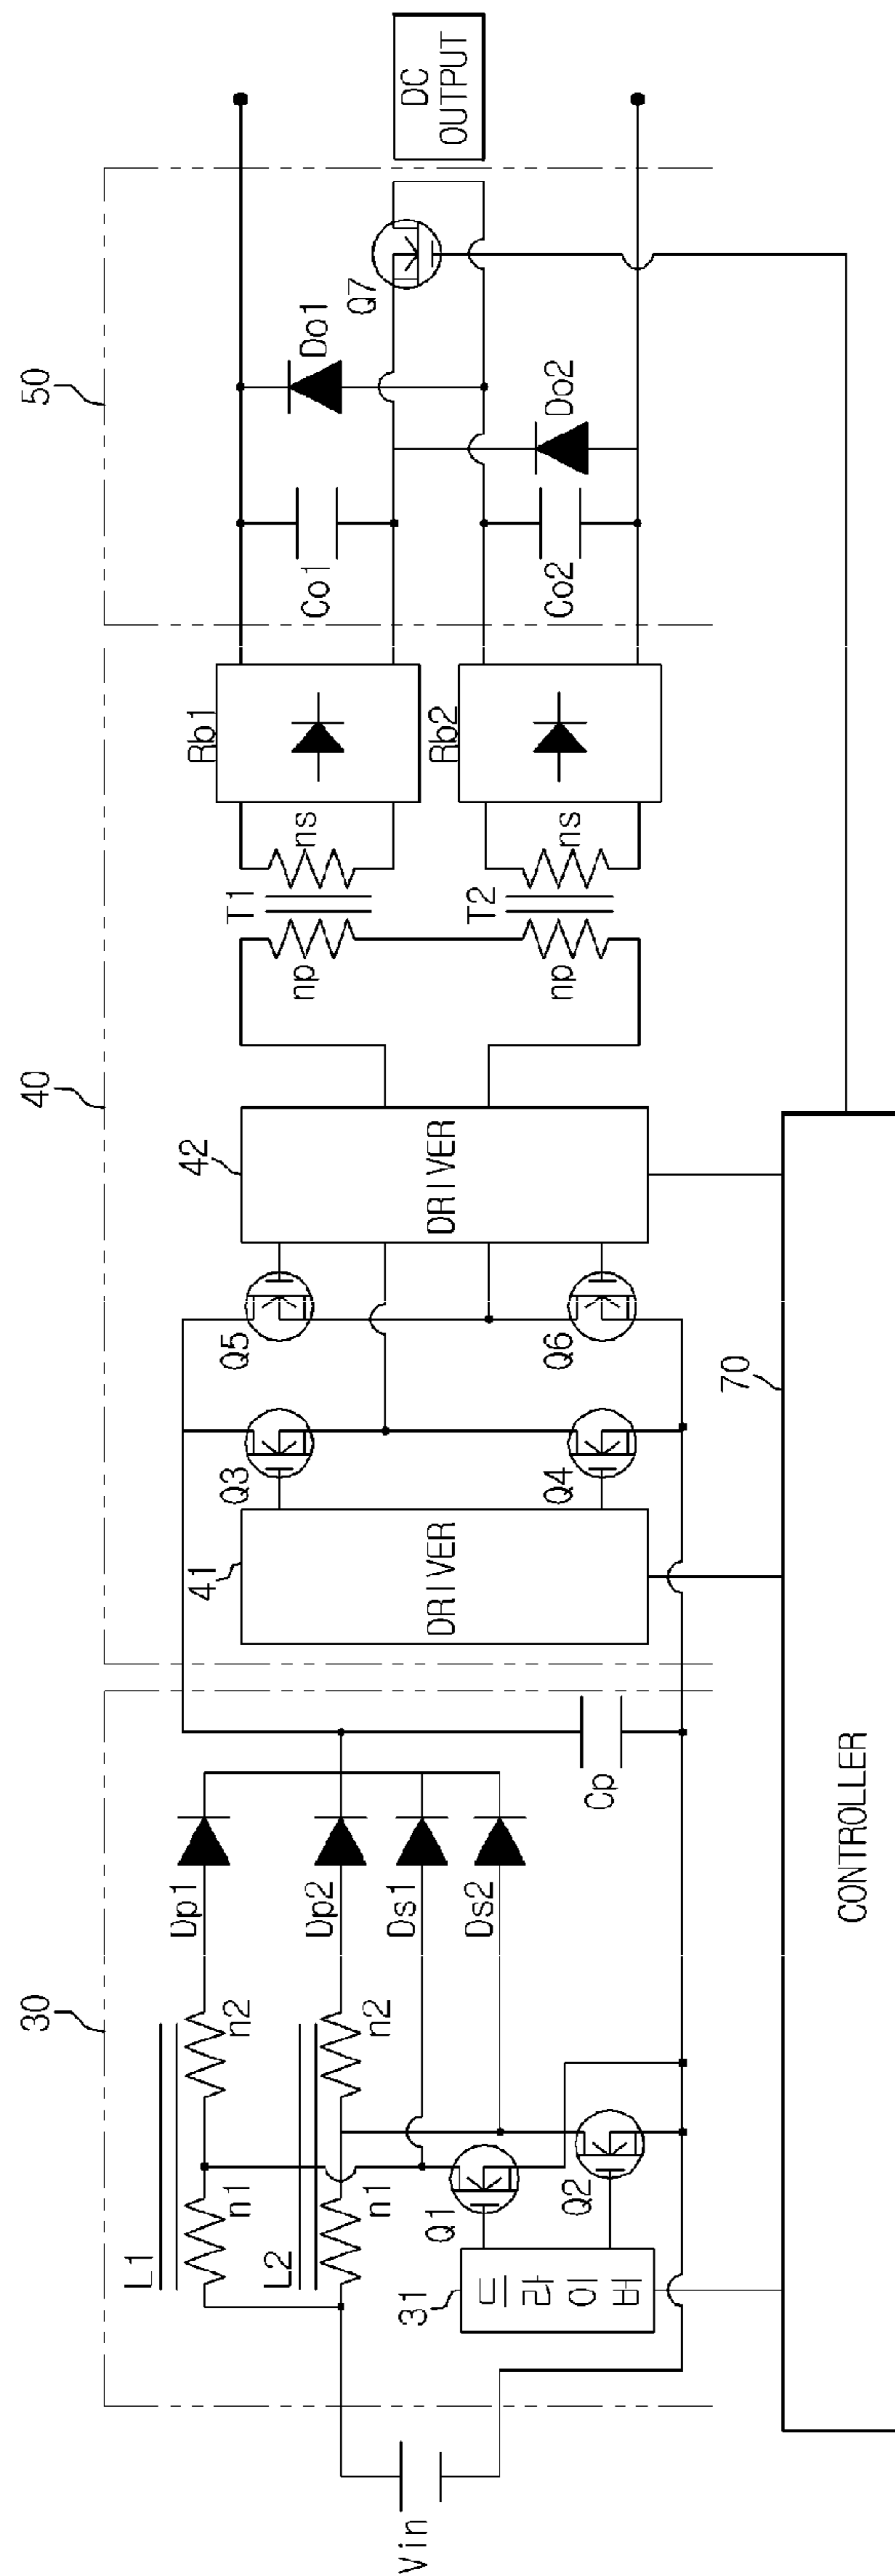 30
40
50
L1
n1
n2
Dp1
41
Q3
Q5
42
T1
np
ns
Rb1
Co1
Do1
Q7
DC
OUTPUT
L2
n1
n2
Dp2
Ds1
Ds2
DRIVER
DRIVER
Vin
31
드라이버
Q1
Q2
Cp
Q4
Q6
T2
np
ns
Rb2
Co2
Do2
70
CONTROLLER